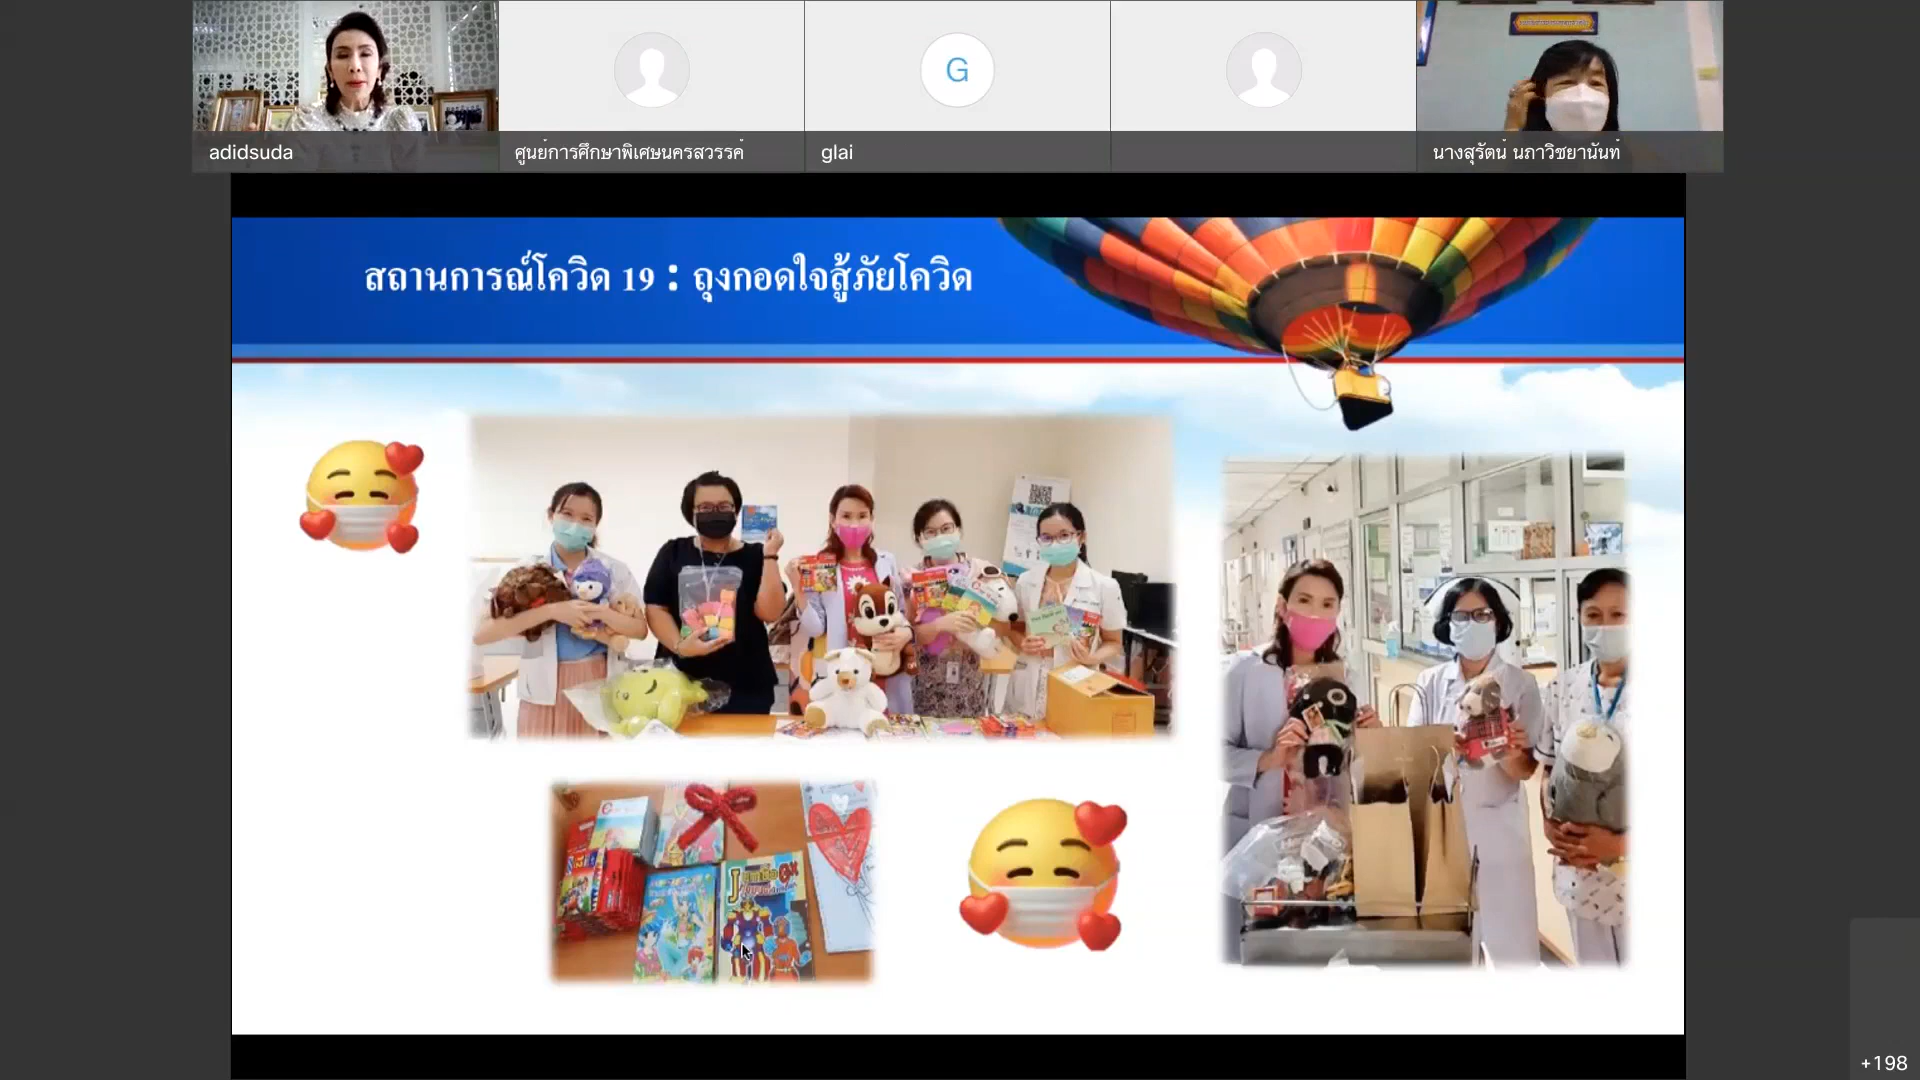 adidsuda
ศูนย์การศึกษาพิเศษนครสวรรค์
glai
นางสุรัตน์ นภาวิชยานันท์
G
สถานการณ์โควิด 19 : ถุงกอดใจสู้ภัยโควิด
+198